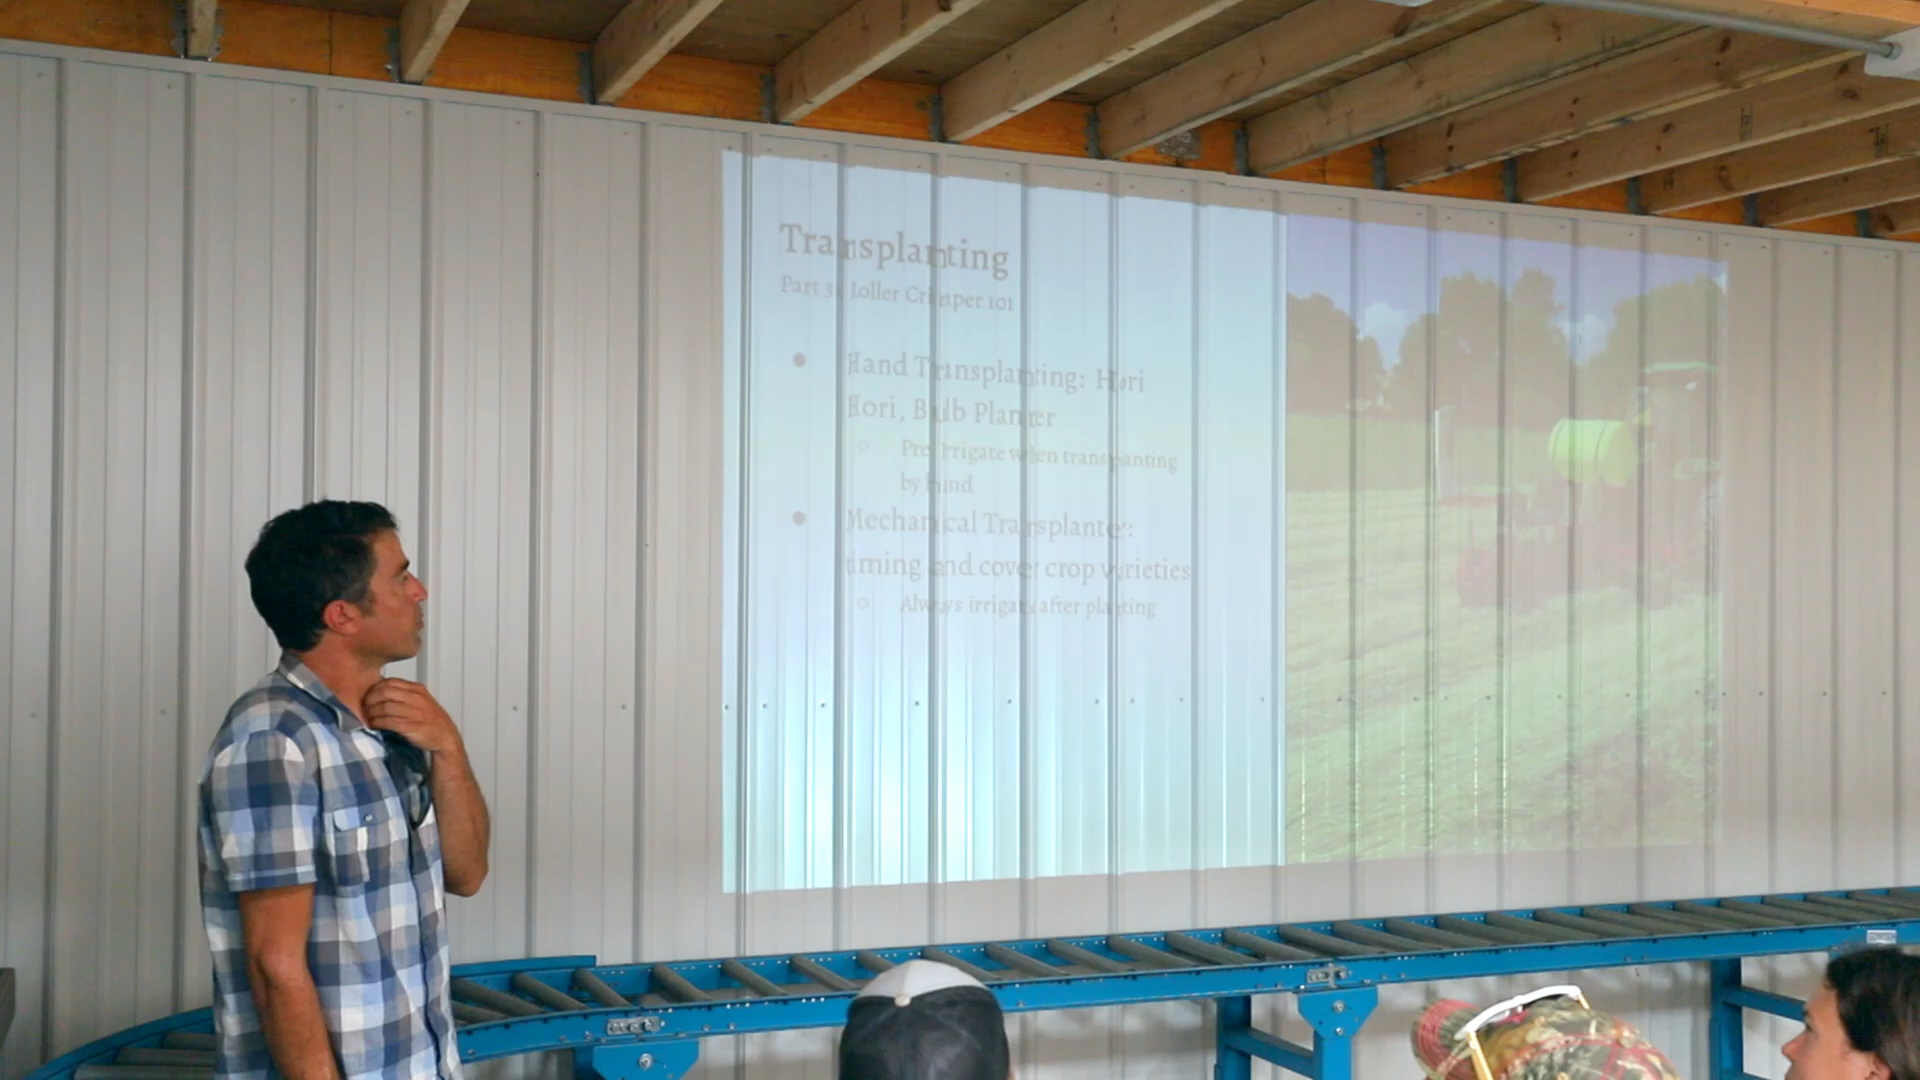 Transplanting
Part 3: Roller Crimper 101
● Hand Transplanting: Hori
Hori, Bulb Planter
○ Pre Irrigate when transplanting
by hand
● Mechanical Transplanter:
timing and cover crop varieties
○ Always irrigate after planting